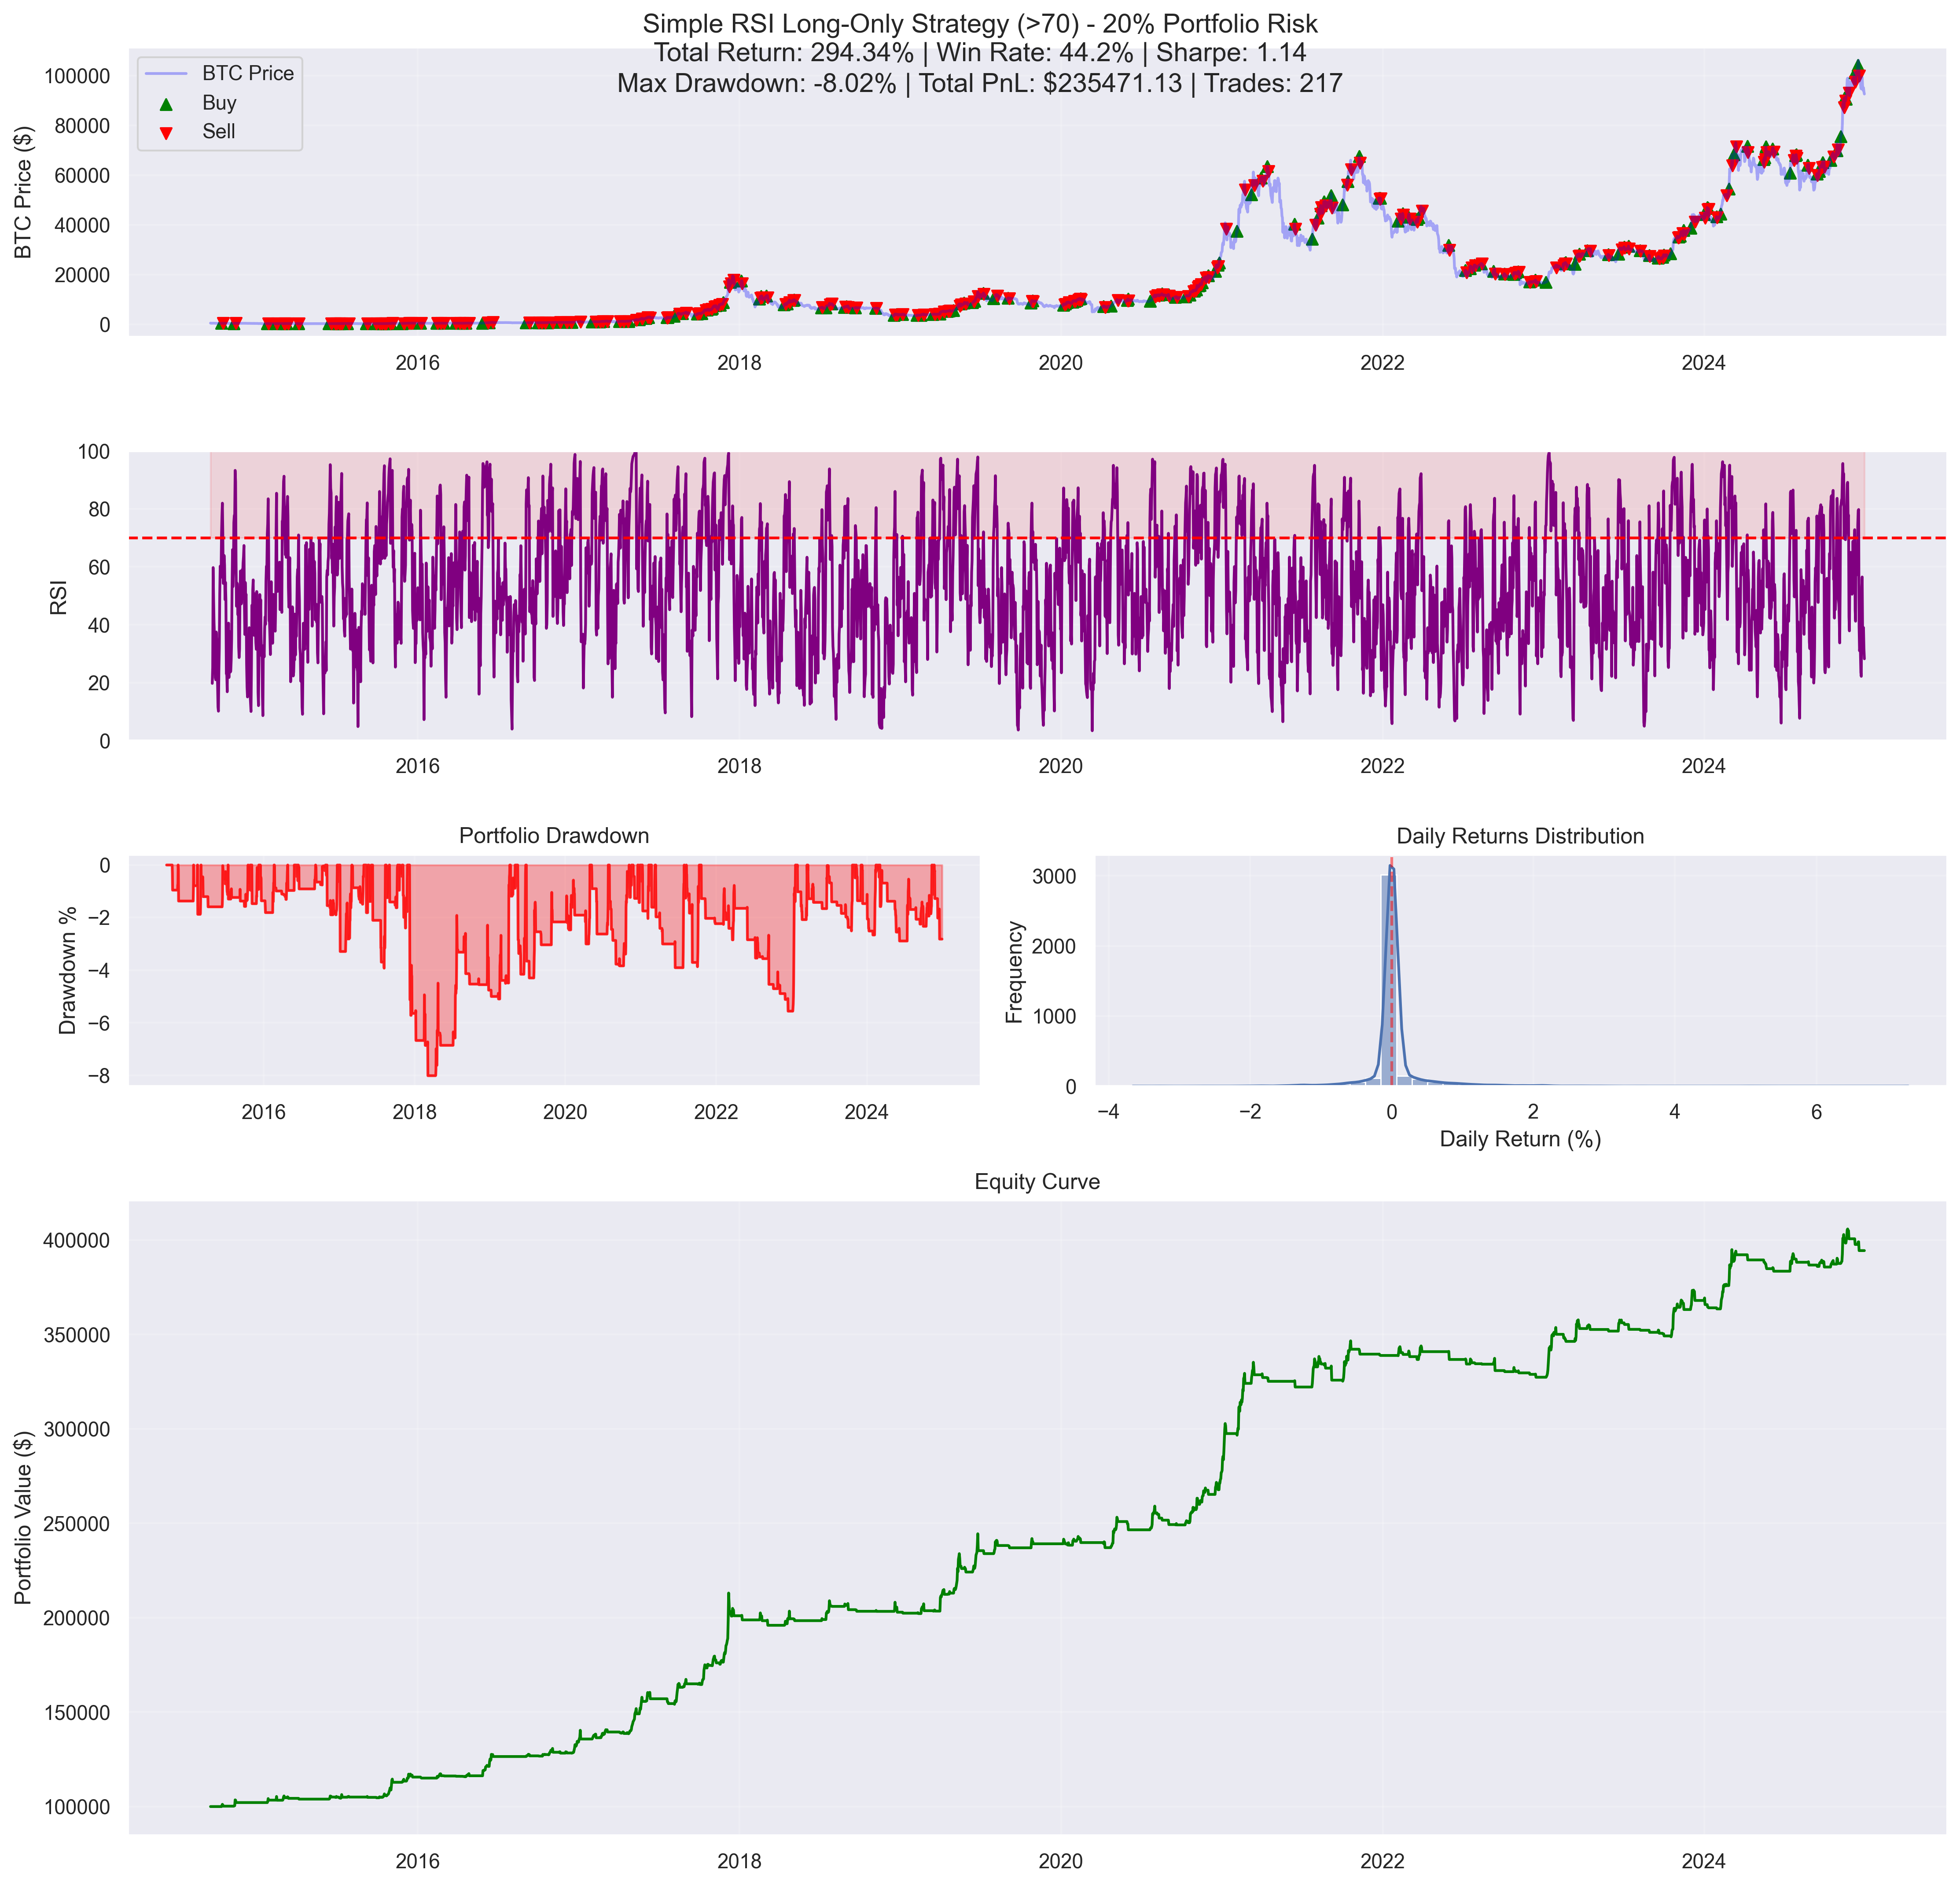 Simple RSI Long-Only Strategy (>70) - 20% Portfolio Risk
Total Return: 294.34% | Win Rate: 44.2% | Sharpe: 1.14
Max Drawdown: -8.02% | Total PnL: $235471.13 | Trades: 217
BTC Price
Buy
Sell
BTC Price ($)
100000
80000
60000
40000
20000
0
2016 2018 2020 2022 2024
RSI
100
80
60
40
20
0
2016 2018 2020 2022 2024
Portfolio Drawdown
Drawdown %
0
−2
−4
−6
−8
2016 2018 2020 2022 2024
Daily Returns Distribution
Frequency
3000
2000
1000
0
−4 −2 0 2 4 6
Daily Return (%)
Equity Curve
Portfolio Value ($)
400000
350000
300000
250000
200000
150000
100000
2016 2018 2020 2022 2024